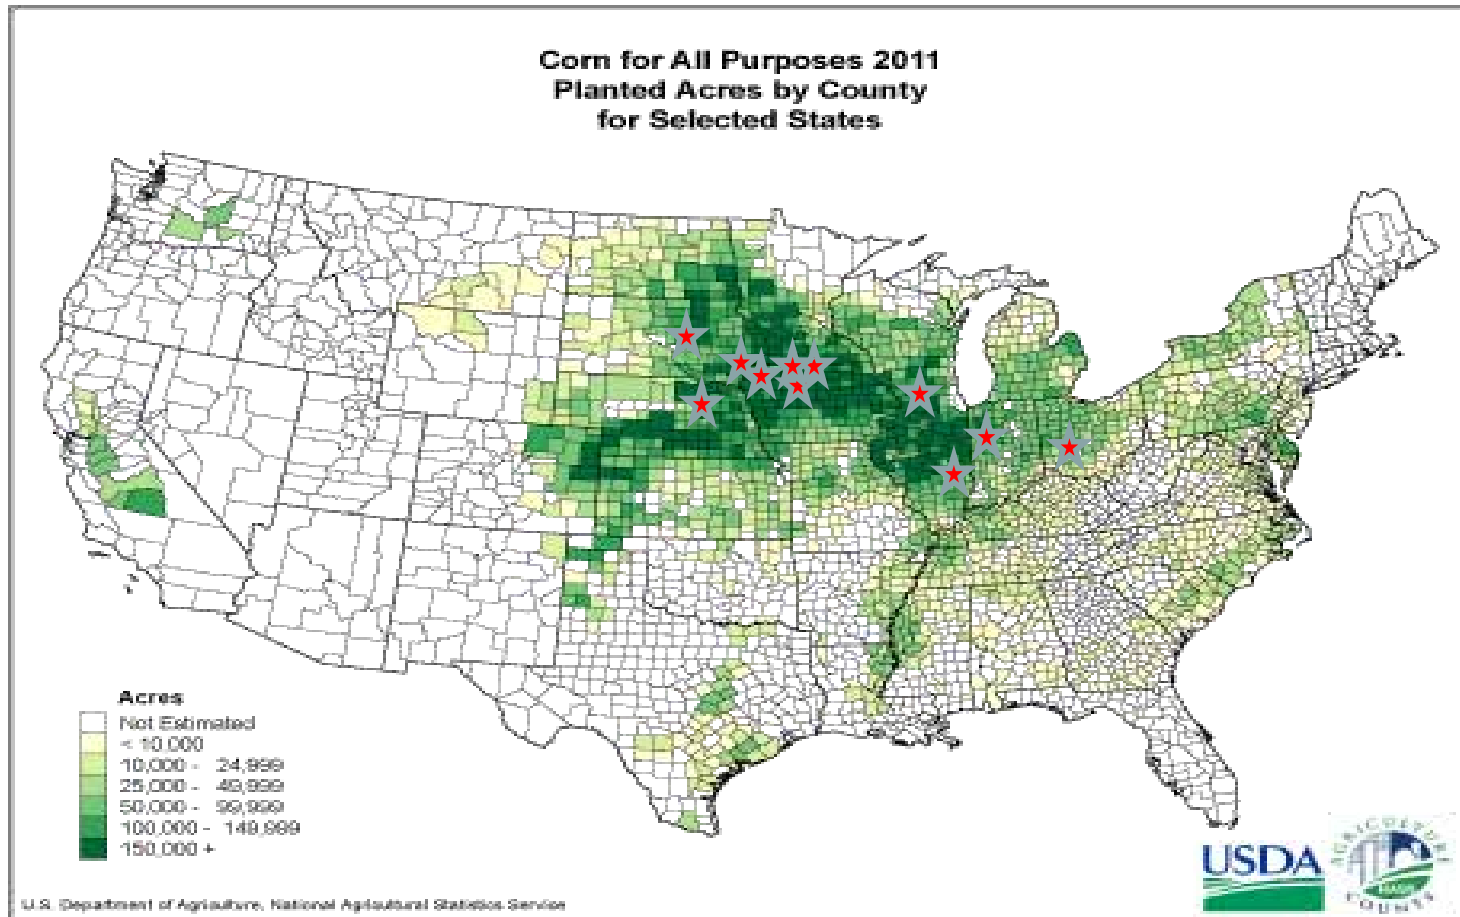 Corn for All Purposes 2011
Planted Acres by County
for Selected States
Acres
Not Estimated
< 10,000
10,000 - 24,999
25,000 - 49,999
50,000 - 99,999
100,000 - 149,999
150,000 +
USDA
AGRICULTURE
COUNTS
U.S. Department of Agriculture, National Agricultural Statistics Service